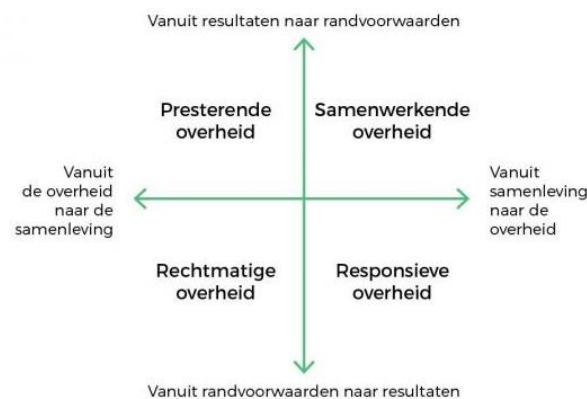 Vanuit resultaten naar randvoorwaarden
Presterende
overheid
Samenwerkende
overheid
Vanuit
de overheid
naar de
samenleving
Vanuit
samenleving
naar de
overheid
Rechtmatige
overheid
Responsieve
overheid
Vanuit randvoorwaarden naar resultaten